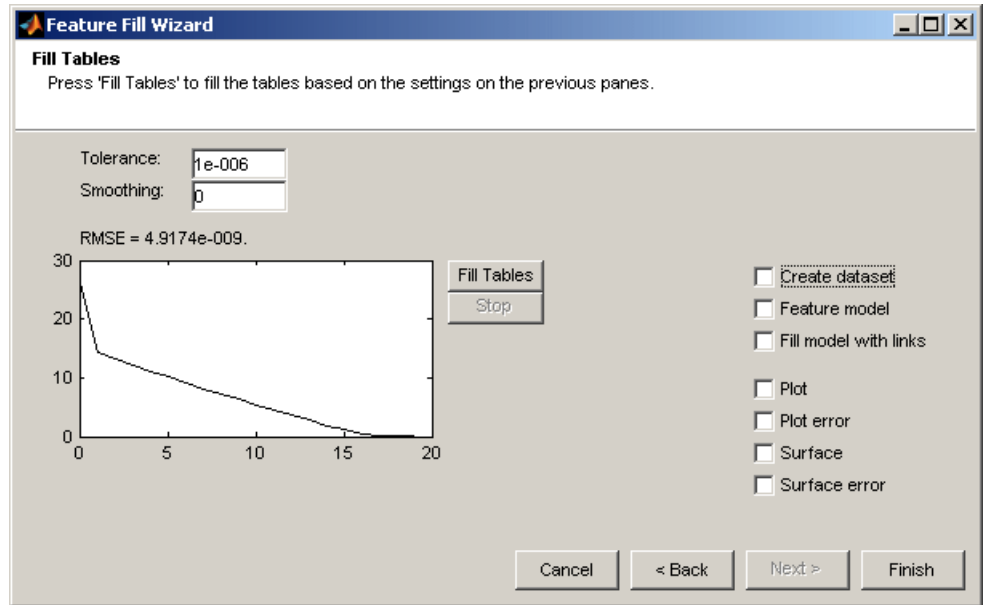 Feature Fill Wizard
Fill Tables
Press 'Fill Tables' to fill the tables based on the settings on the previous panes.
Tolerance: 1e-006
Smoothing: 0
RMSE = 4.9174e-009.
30
20
10
0
0 5 10 15 20
Fill Tables
Stop
Create dataset
Feature model
Fill model with links
Plot
Plot error
Surface
Surface error
Cancel < Back Next > Finish